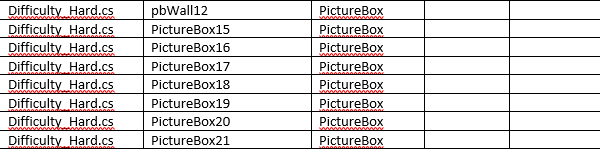 Difficulty_Hard.cs pbWall12 PictureBox
Difficulty_Hard.cs PictureBox15 PictureBox
Difficulty_Hard.cs PictureBox16 PictureBox
Difficulty_Hard.cs PictureBox17 PictureBox
Difficulty_Hard.cs PictureBox18 PictureBox
Difficulty_Hard.cs PictureBox19 PictureBox
Difficulty_Hard.cs PictureBox20 PictureBox
Difficulty_Hard.cs PictureBox21 PictureBox